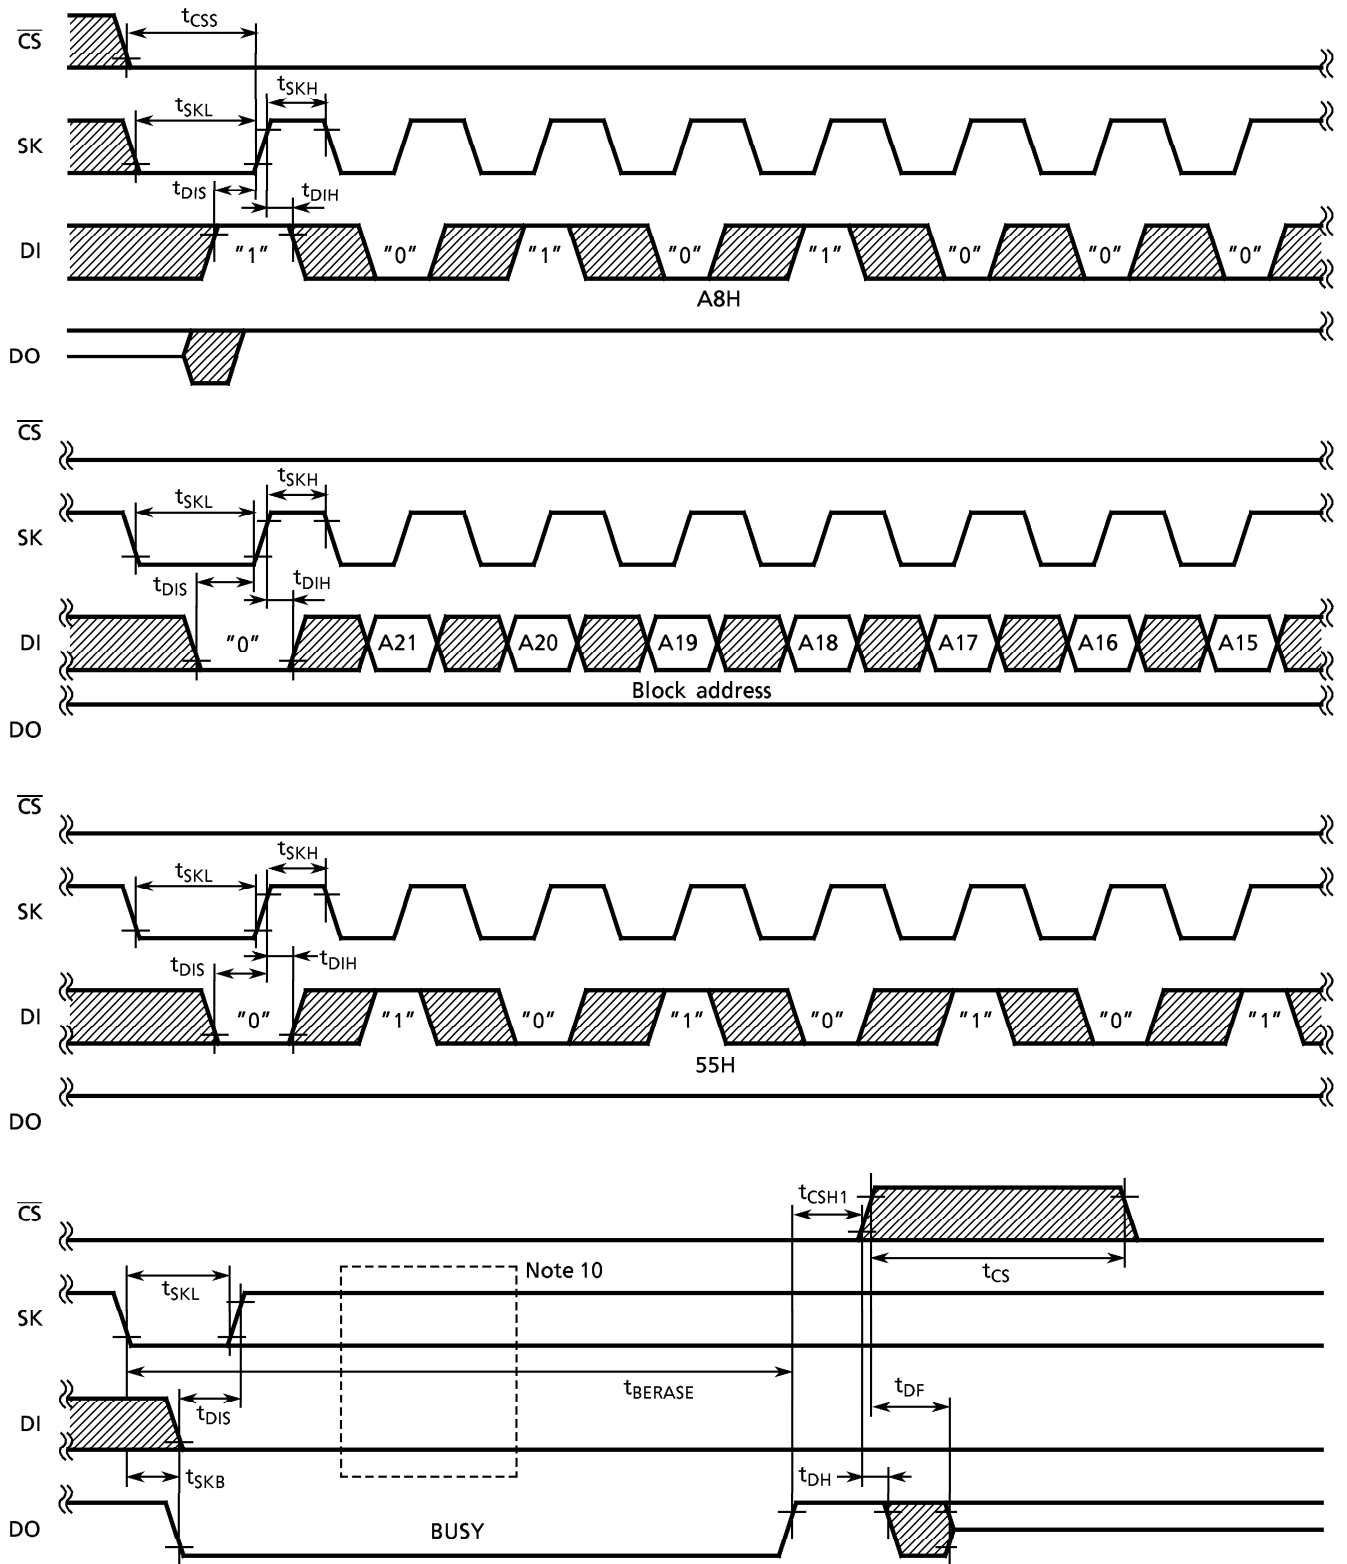 tCSS
CS
tSKH
tSKL
SK
tDIS
tDIH
DI "1" "0" "1" "0" "1" "0" "0" "0"
A8H
DO
CS
tSKH
tSKL
SK
tDIS
tDIH
DI "0" A21 A20 A19 A18 A17 A16 A15
Block address
DO
CS
tSKH
tSKL
SK
tDIS
tDIH
DI "0" "1" "0" "1" "0" "1" "0" "1"
55H
DO
tCSH1
CS
tCS
Note 10
tSKL
SK
tBERASE
tDF
tDIS
DI
tSKB
tDH
DO BUSY